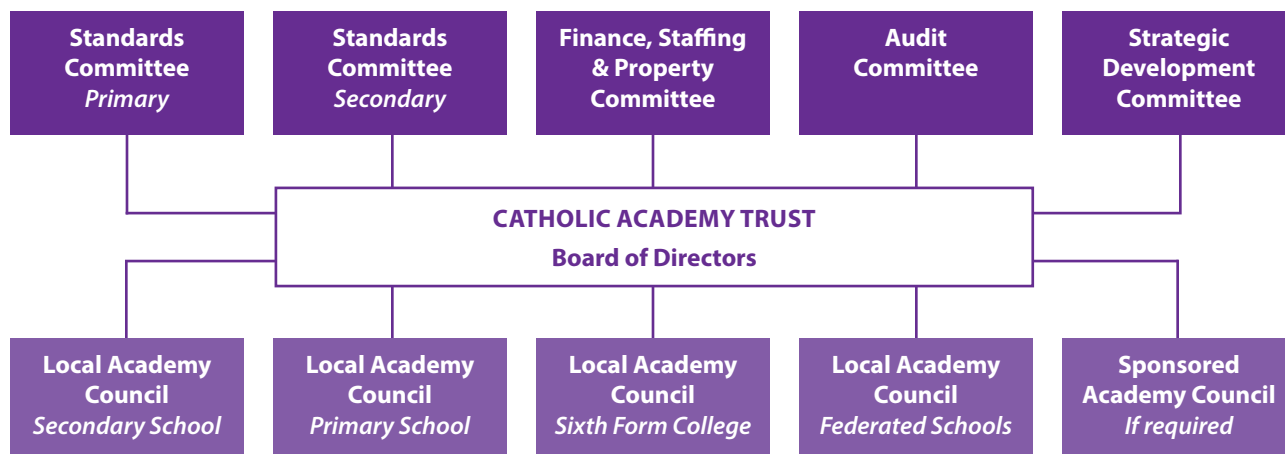 Standards
Committee
Primary
Standards
Committee
Secondary
Finance, Staffing
& Property
Committee
Audit
Committee
Strategic
Development
Committee
CATHOLIC ACADEMY TRUST
Board of Directors
Local Academy
Council
Secondary School
Local Academy
Council
Primary School
Local Academy
Council
Sixth Form College
Local Academy
Council
Federated Schools
Sponsored
Academy Council
If required